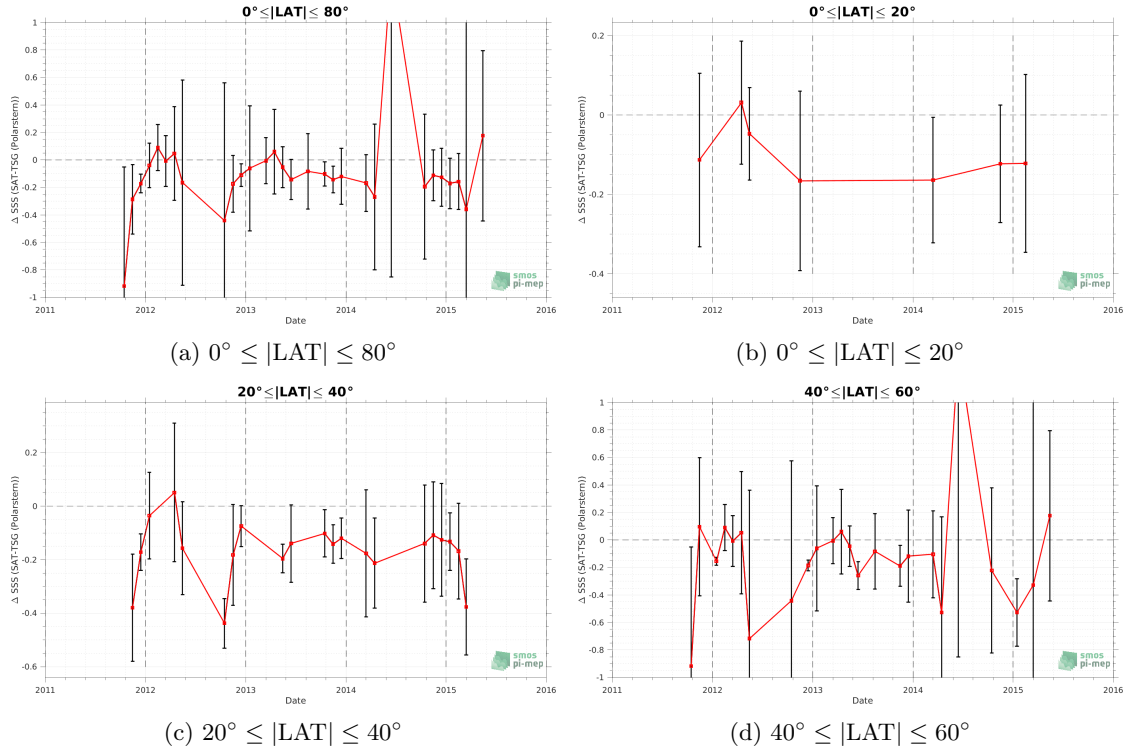 0°≤|LAT|≤ 80°
Δ SSS (SAT-TSG (Polarstern))
1
0.8
0.6
0.4
0.2
0
-0.2
-0.4
-0.6
-0.8
-1
2011 2012 2013 2014 2015 2016
Date
smos
pi-mep
(a) 0° ≤ |LAT| ≤ 80°
0°≤|LAT|≤ 20°
Δ SSS (SAT-TSG (Polarstern))
0.2
0
-0.2
-0.4
2011 2012 2013 2014 2015 2016
Date
smos
pi-mep
(b) 0° ≤ |LAT| ≤ 20°
20°≤|LAT|≤ 40°
Δ SSS (SAT-TSG (Polarstern))
0.2
0
-0.2
-0.4
-0.6
2011 2012 2013 2014 2015 2016
Date
smos
pi-mep
(c) 20° ≤ |LAT| ≤ 40°
40°≤|LAT|≤ 60°
Δ SSS (SAT-TSG (Polarstern))
1
0.8
0.6
0.4
0.2
0
-0.2
-0.4
-0.6
-0.8
-1
2011 2012 2013 2014 2015 2016
Date
smos
pi-mep
(d) 40° ≤ |LAT| ≤ 60°